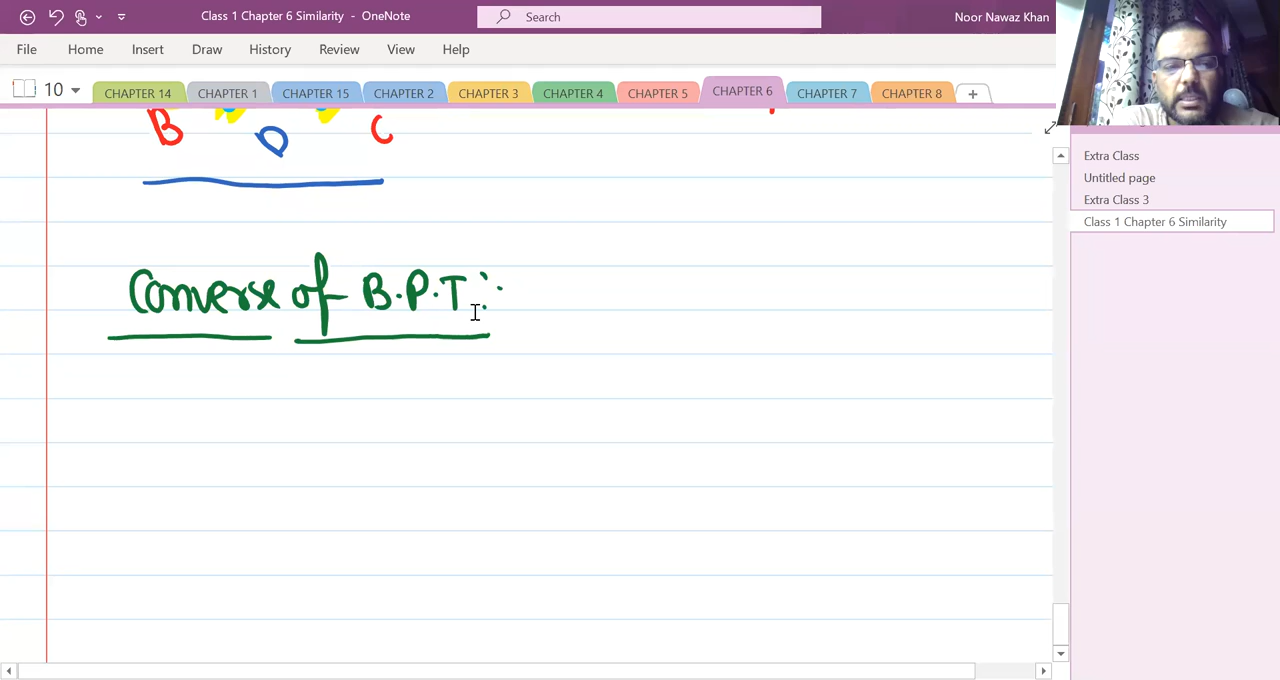 Class 1 Chapter 6 Similarity - OneNote
Search
Noor Nawaz Khan
File Home Insert Draw History Review View Help
10 CHAPTER 14 CHAPTER 1 CHAPTER 15 CHAPTER 2 CHAPTER 3 CHAPTER 4 CHAPTER 5 CHAPTER 6 CHAPTER 7 CHAPTER 8 +
B D C
Converse of B.P.T :-
Extra Class
Untitled page
Extra Class 3
Class 1 Chapter 6 Similarity